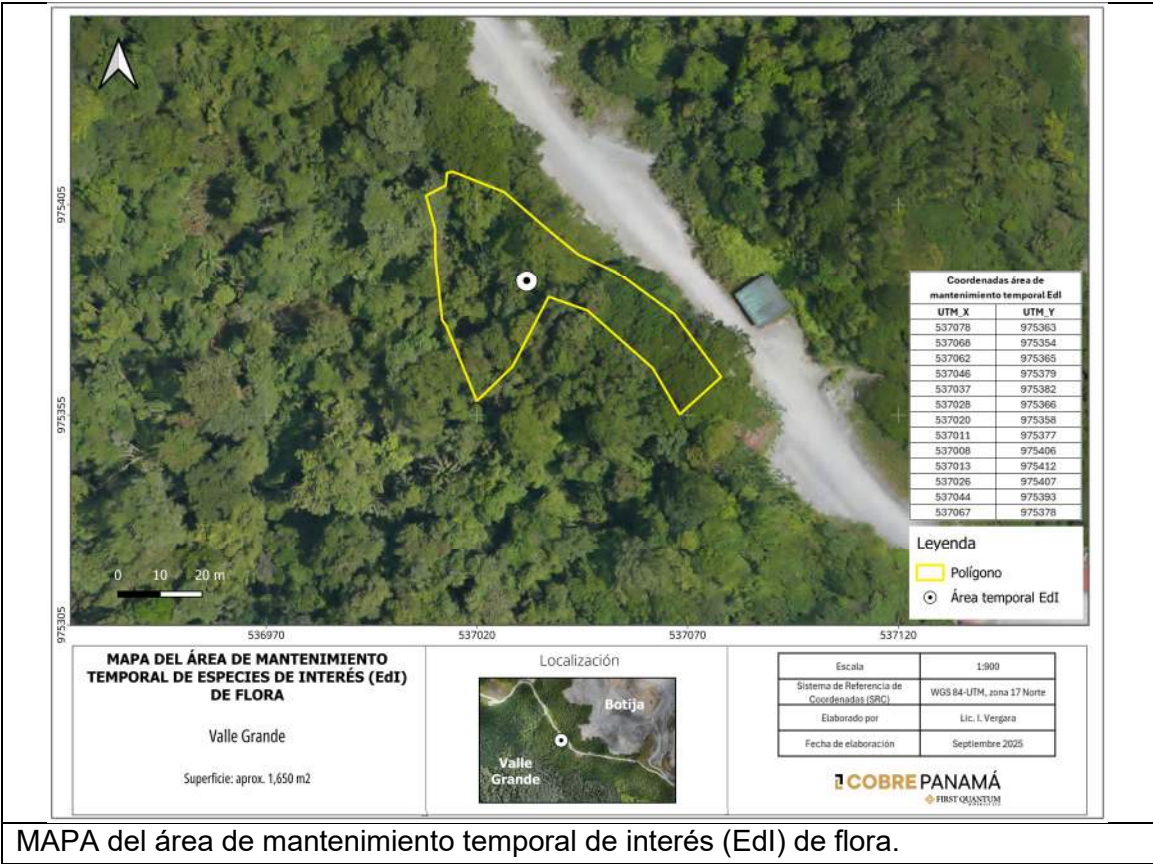 975405
975355
975305
536970
537020
537070
537120
0 10 20 m
Coordenadas área de
mantenimiento temporal EdI
UTM_X UTM_Y
537078 975363
537068 975354
537062 975365
537046 975379
537037 975382
537028 975366
537020 975358
537011 975377
537008 975406
537013 975412
537026 975407
537044 975393
537067 975378
Leyenda
Polígono
Área temporal EdI
MAPA DEL ÁREA DE MANTENIMIENTO
TEMPORAL DE ESPECIES DE INTERÉS (EdI)
DE FLORA
Valle Grande
Superficie: aprox. 1,650 m2
Localización
Botija
Valle
Grande
Escala 1:900
Sistema de Referencia de
Coordenadas (SRC) WGS 84-UTM, zona 17 Norte
Elaborado por Lic. I. Vergara
Fecha de elaboración Septiembre 2025
COBRE PANAMÁ
FIRST QUANTUM
MAPA del área de mantenimiento temporal de interés (EdI) de flora.